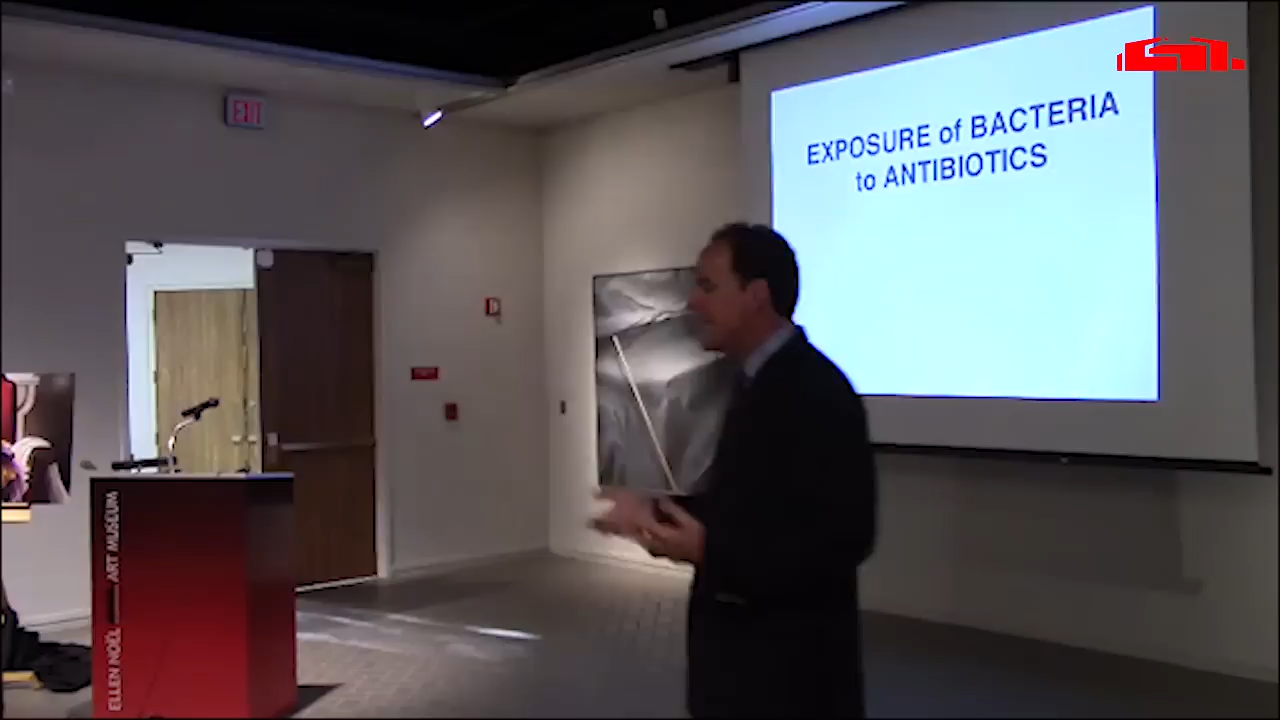 EXIT
EXPOSURE of BACTERIA
to ANTIBIOTICS
ELLEN NOËL ART MUSEUM